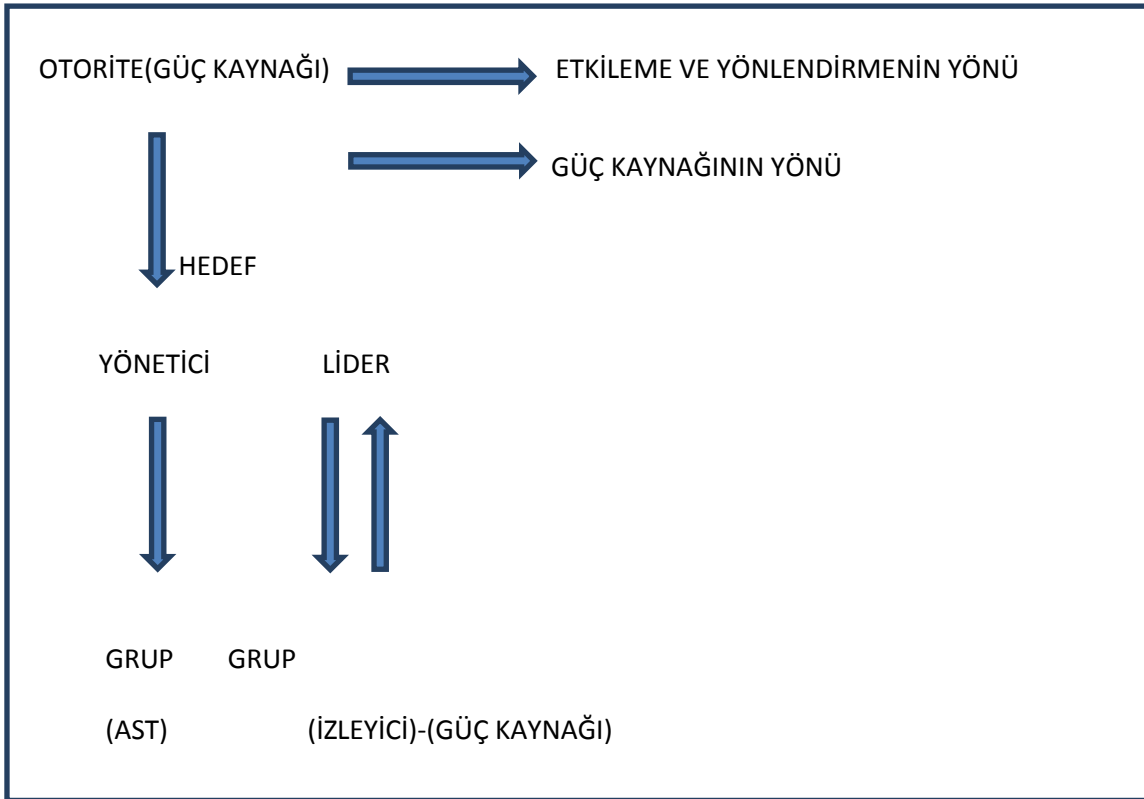 OTORİTE(GÜÇ KAYNAĞI) ETKİLEME VE YÖNLENDİRMENİN YÖNÜ
GÜÇ KAYNAĞININ YÖNÜ
HEDEF
YÖNETİCİ LİDER
GRUP GRUP
(AST) (İZLEYİCİ)-(GÜÇ KAYNAĞI)